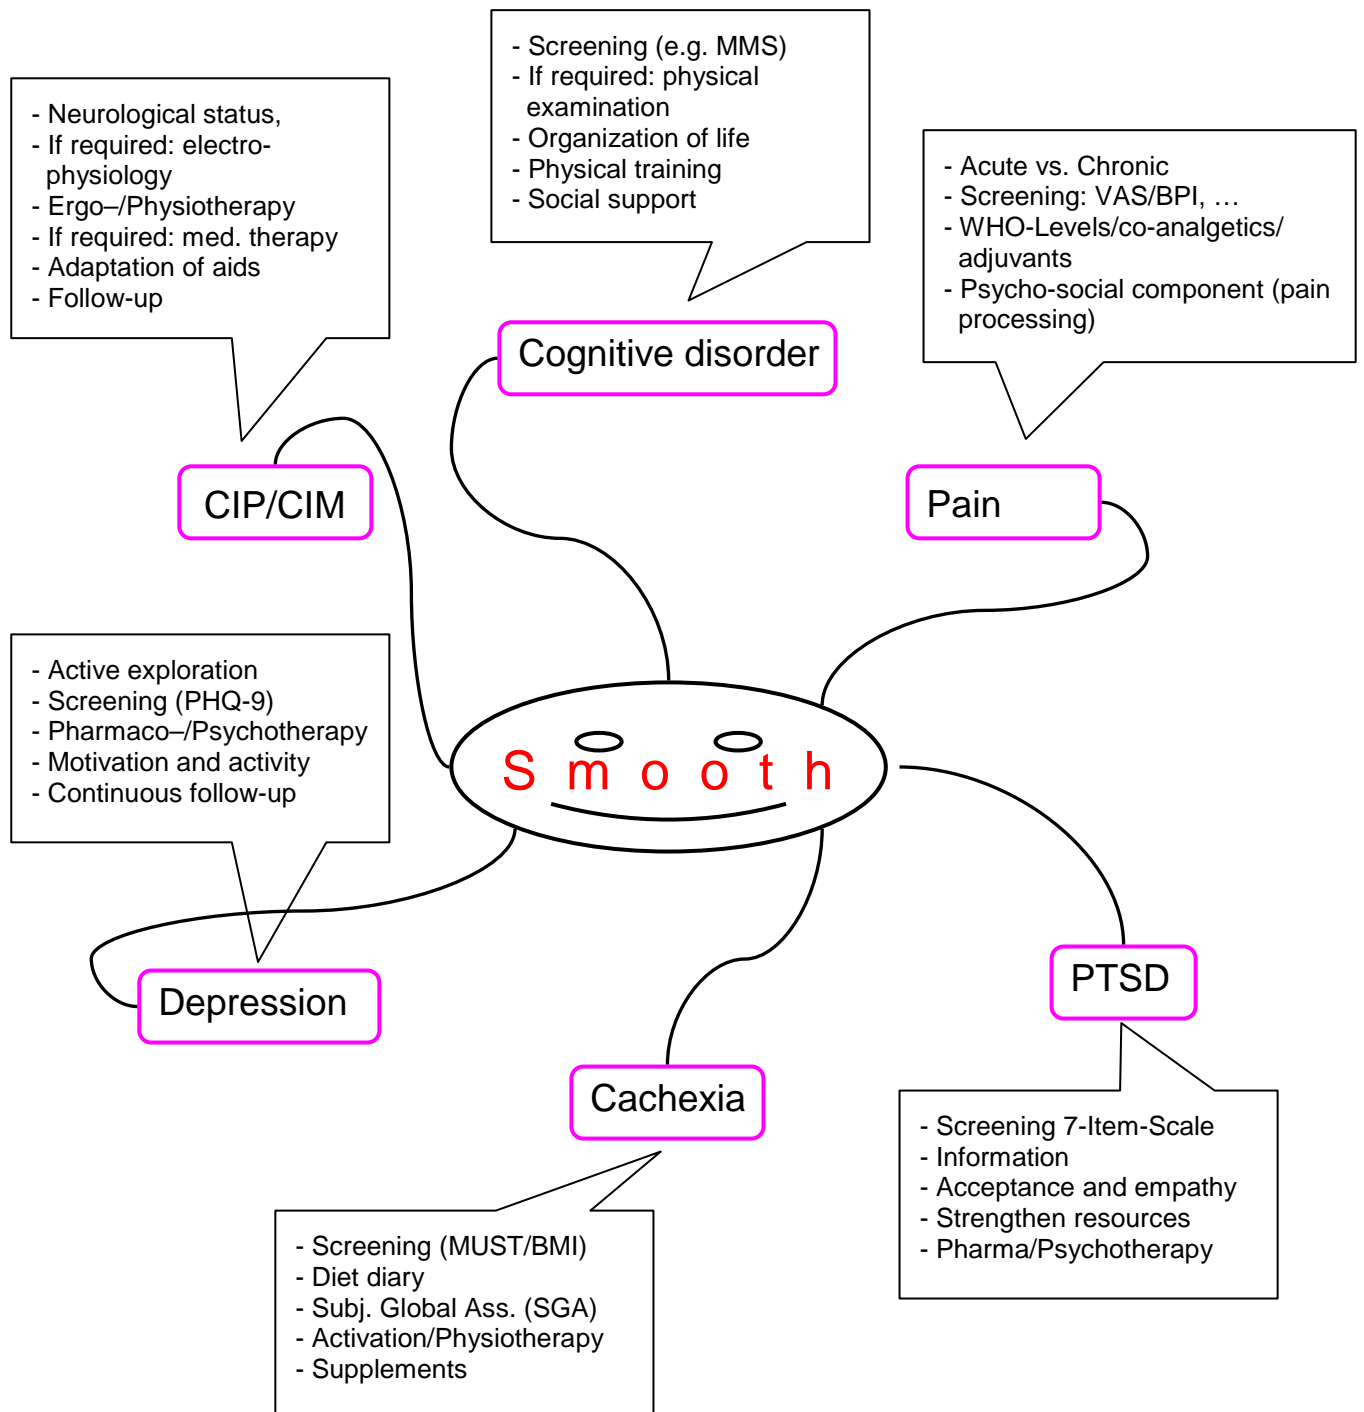 - Screening (e.g. MMS)
- If required: physical
examination
- Organization of life
- Physical training
- Social support
- Neurological status,
- If required: electro-
physiology
- Ergo–/Physiotherapy
- If required: med. therapy
- Adaptation of aids
- Follow-up
- Acute vs. Chronic
- Screening: VAS/BPI, …
- WHO-Levels/co-analgetics/
adjuvants
- Psycho-social component (pain
processing)
Cognitive disorder
CIP/CIM
Pain
- Active exploration
- Screening (PHQ-9)
- Pharmaco–/Psychotherapy
- Motivation and activity
- Continuous follow-up
S m o o t h
Depression
PTSD
Cachexia
- Screening 7-Item-Scale
- Information
- Acceptance and empathy
- Strengthen resources
- Pharma/Psychotherapy
- Screening (MUST/BMI)
- Diet diary
- Subj. Global Ass. (SGA)
- Activation/Physiotherapy
- Supplements